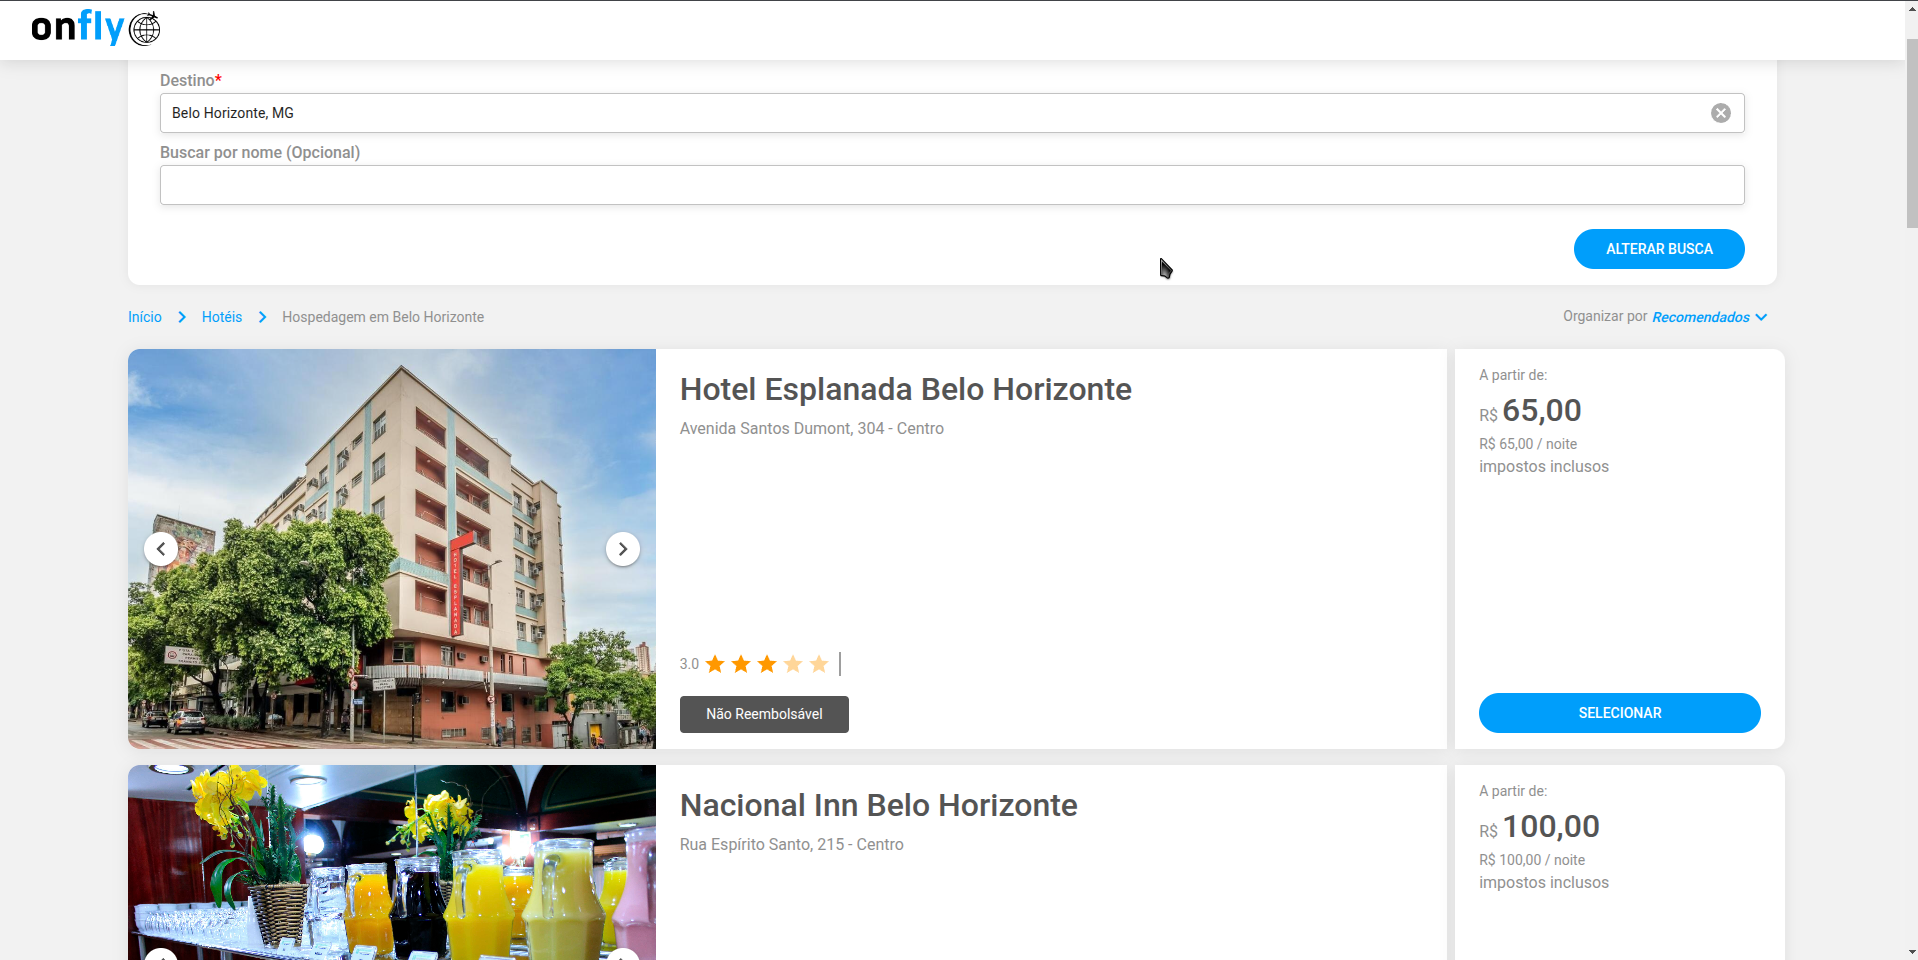 onfly
Destino*
Belo Horizonte, MG
Buscar por nome (Opcional)
ALTERAR BUSCA
Início
Hotéis
Hospedagem em Belo Horizonte
Organizar por Recomendados
HOTEL ESPLANADA
Hotel Esplanada Belo Horizonte
Avenida Santos Dumont, 304 - Centro
3.0
Não Reembolsável
A partir de:
R$ 65,00
R$ 65,00 / noite
impostos inclusos
SELECIONAR
Nacional Inn Belo Horizonte
Rua Espírito Santo, 215 - Centro
A partir de:
R$ 100,00
R$ 100,00 / noite
impostos inclusos